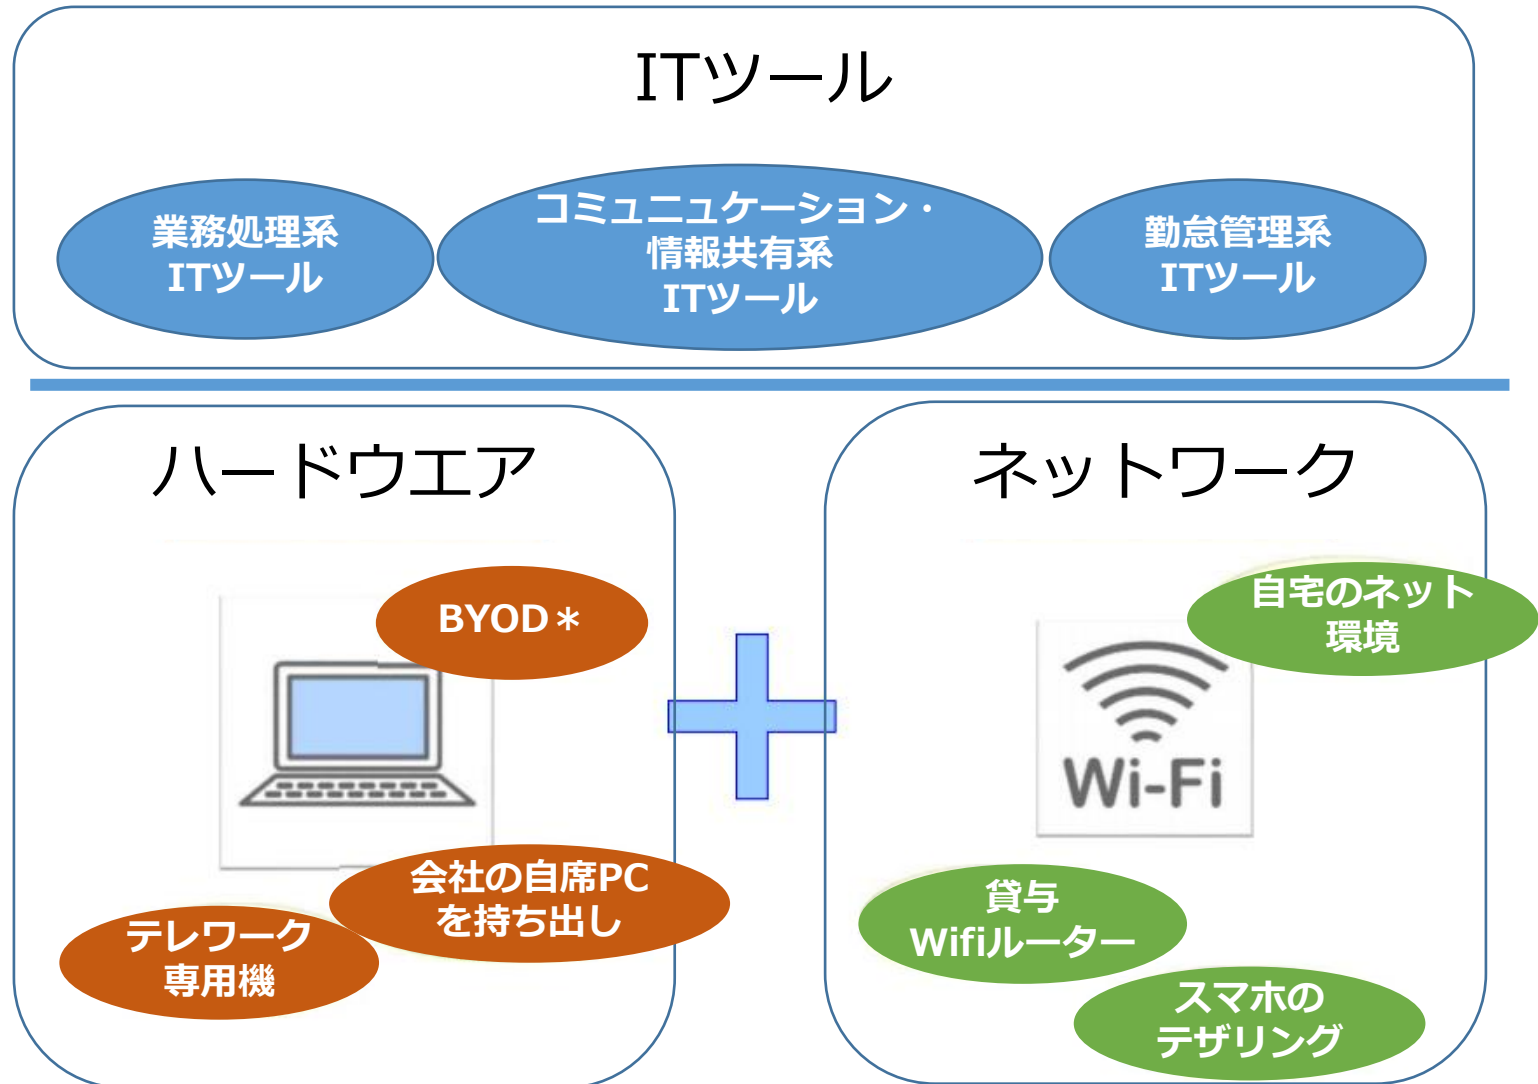 ITツール
業務処理系
ITツール
コミュニュケーション・
情報共有系
ITツール
勤怠管理系
ITツール
ハードウエア
BYOD＊
会社の自席PC
を持ち出し
テレワーク
専用機
ネットワーク
自宅のネット
環境
Wi-Fi
貸与
Wifiルーター
スマホの
テザリング